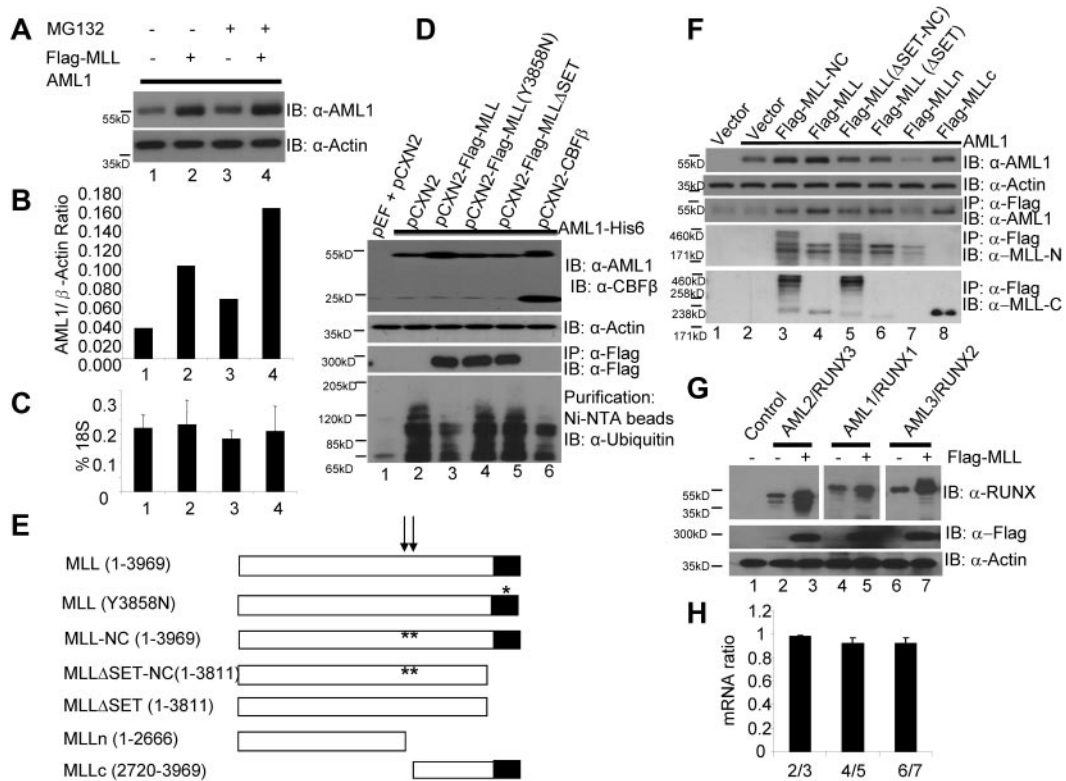 A
MG132 - - + +
Flag-MLL - + - +
AML1
55kD
IB: α-AML1
35kD
IB: α-Actin
1 2 3 4
B
AML1/β-Actin Ratio
0.180
0.160
0.140
0.120
0.100
0.080
0.060
0.040
0.020
0.000
1 2 3 4
C
% 18S
0.3
0.2
0.1
0
1 2 3 4
D
pEF + pCXN2
pCXN2
pCXN2-Flag-MLL
pCXN2-Flag-MLL(Y3858N)
pCXN2-Flag-MLLΔSET
pCXN2-CBFβ
AML1-His6
55kD
IB: α-AML1
IB: α-CBFβ
25kD
35kD
IB: α-Actin
300kD
IP: α-Flag
IB: α-Flag
205kD
120kD
85kD
65kD
Purification:
Ni-NTA beads
IB: α-Ubiquitin
1 2 3 4 5 6
E
MLL (1-3969)
MLL (Y3858N)
*
MLL-NC (1-3969)
**
MLLΔSET-NC(1-3811)
**
MLLΔSET (1-3811)
MLLn (1-2666)
MLLc (2720-3969)
F
Vector
Vector
Flag-MLL-NC
Flag-MLL
Flag-MLL(ΔSET-NC)
Flag-MLL (ΔSET)
Flag-MLLn
Flag-MLLc
AML1
55kD
IB: α-AML1
35kD
IB: α-Actin
55kD
IP: α-Flag
IB: α-AML1
460kD
171kD
IP: α-Flag
IB: α-MLL-N
460kD
258kD
238kD
171kD
IP: α-Flag
IB: α-MLL-C
1 2 3 4 5 6 7 8
G
Control
AML2/RUNX3
AML1/RUNX1
AML3/RUNX2
- - + - + - + Flag-MLL
55kD
35kD
IB: α-RUNX
300kD
IB: α-Flag
35kD
IB: α-Actin
1 2 3 4 5 6 7
H
mRNA ratio
1.2
1
0.8
0.6
0.4
0.2
0
2/3 4/5 6/7